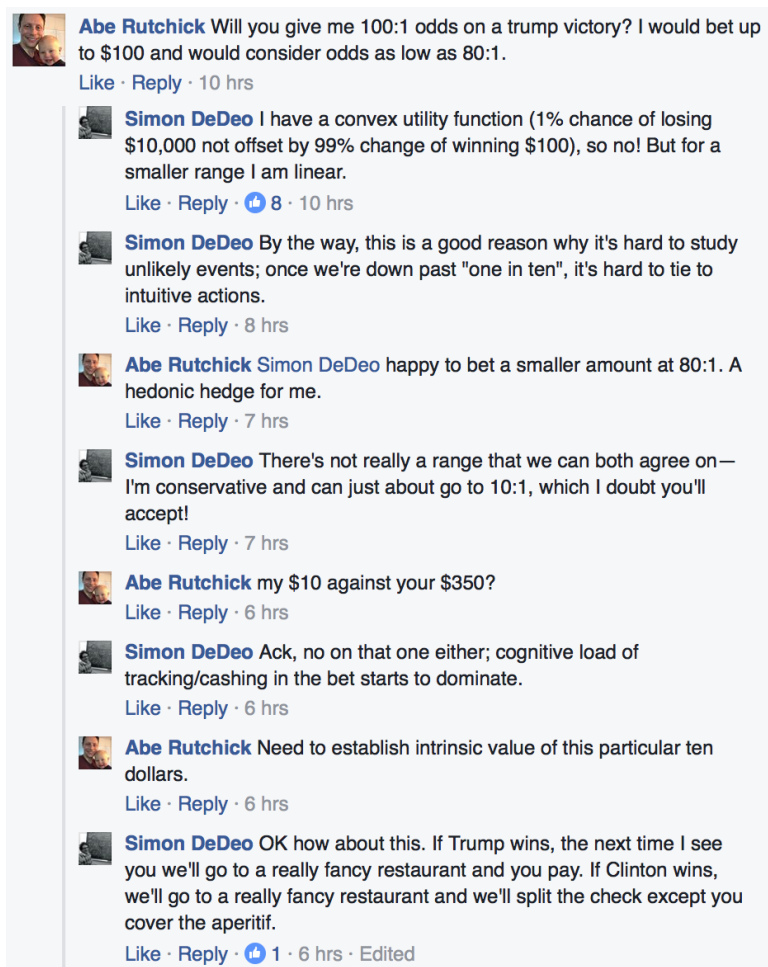 Abe Rutchick Will you give me 100:1 odds on a trump victory? I would bet up
to $100 and would consider odds as low as 80:1.
Like · Reply · 10 hrs
Simon DeDeo I have a convex utility function (1% chance of losing
$10,000 not offset by 99% change of winning $100), so no! But for a
smaller range I am linear.
Like · Reply · 8 · 10 hrs
Simon DeDeo By the way, this is a good reason why it's hard to study
unlikely events; once we're down past "one in ten", it's hard to tie to
intuitive actions.
Like · Reply · 8 hrs
Abe Rutchick Simon DeDeo happy to bet a smaller amount at 80:1. A
hedonic hedge for me.
Like · Reply · 7 hrs
Simon DeDeo There's not really a range that we can both agree on—
I'm conservative and can just about go to 10:1, which I doubt you'll
accept!
Like · Reply · 7 hrs
Abe Rutchick my $10 against your $350?
Like · Reply · 6 hrs
Simon DeDeo Ack, no on that one either; cognitive load of
tracking/cashing in the bet starts to dominate.
Like · Reply · 6 hrs
Abe Rutchick Need to establish intrinsic value of this particular ten
dollars.
Like · Reply · 6 hrs
Simon DeDeo OK how about this. If Trump wins, the next time I see
you we'll go to a really fancy restaurant and you pay. If Clinton wins,
we'll go to a really fancy restaurant and we'll split the check except you
cover the aperitif.
Like · Reply · 1 · 6 hrs · Edited